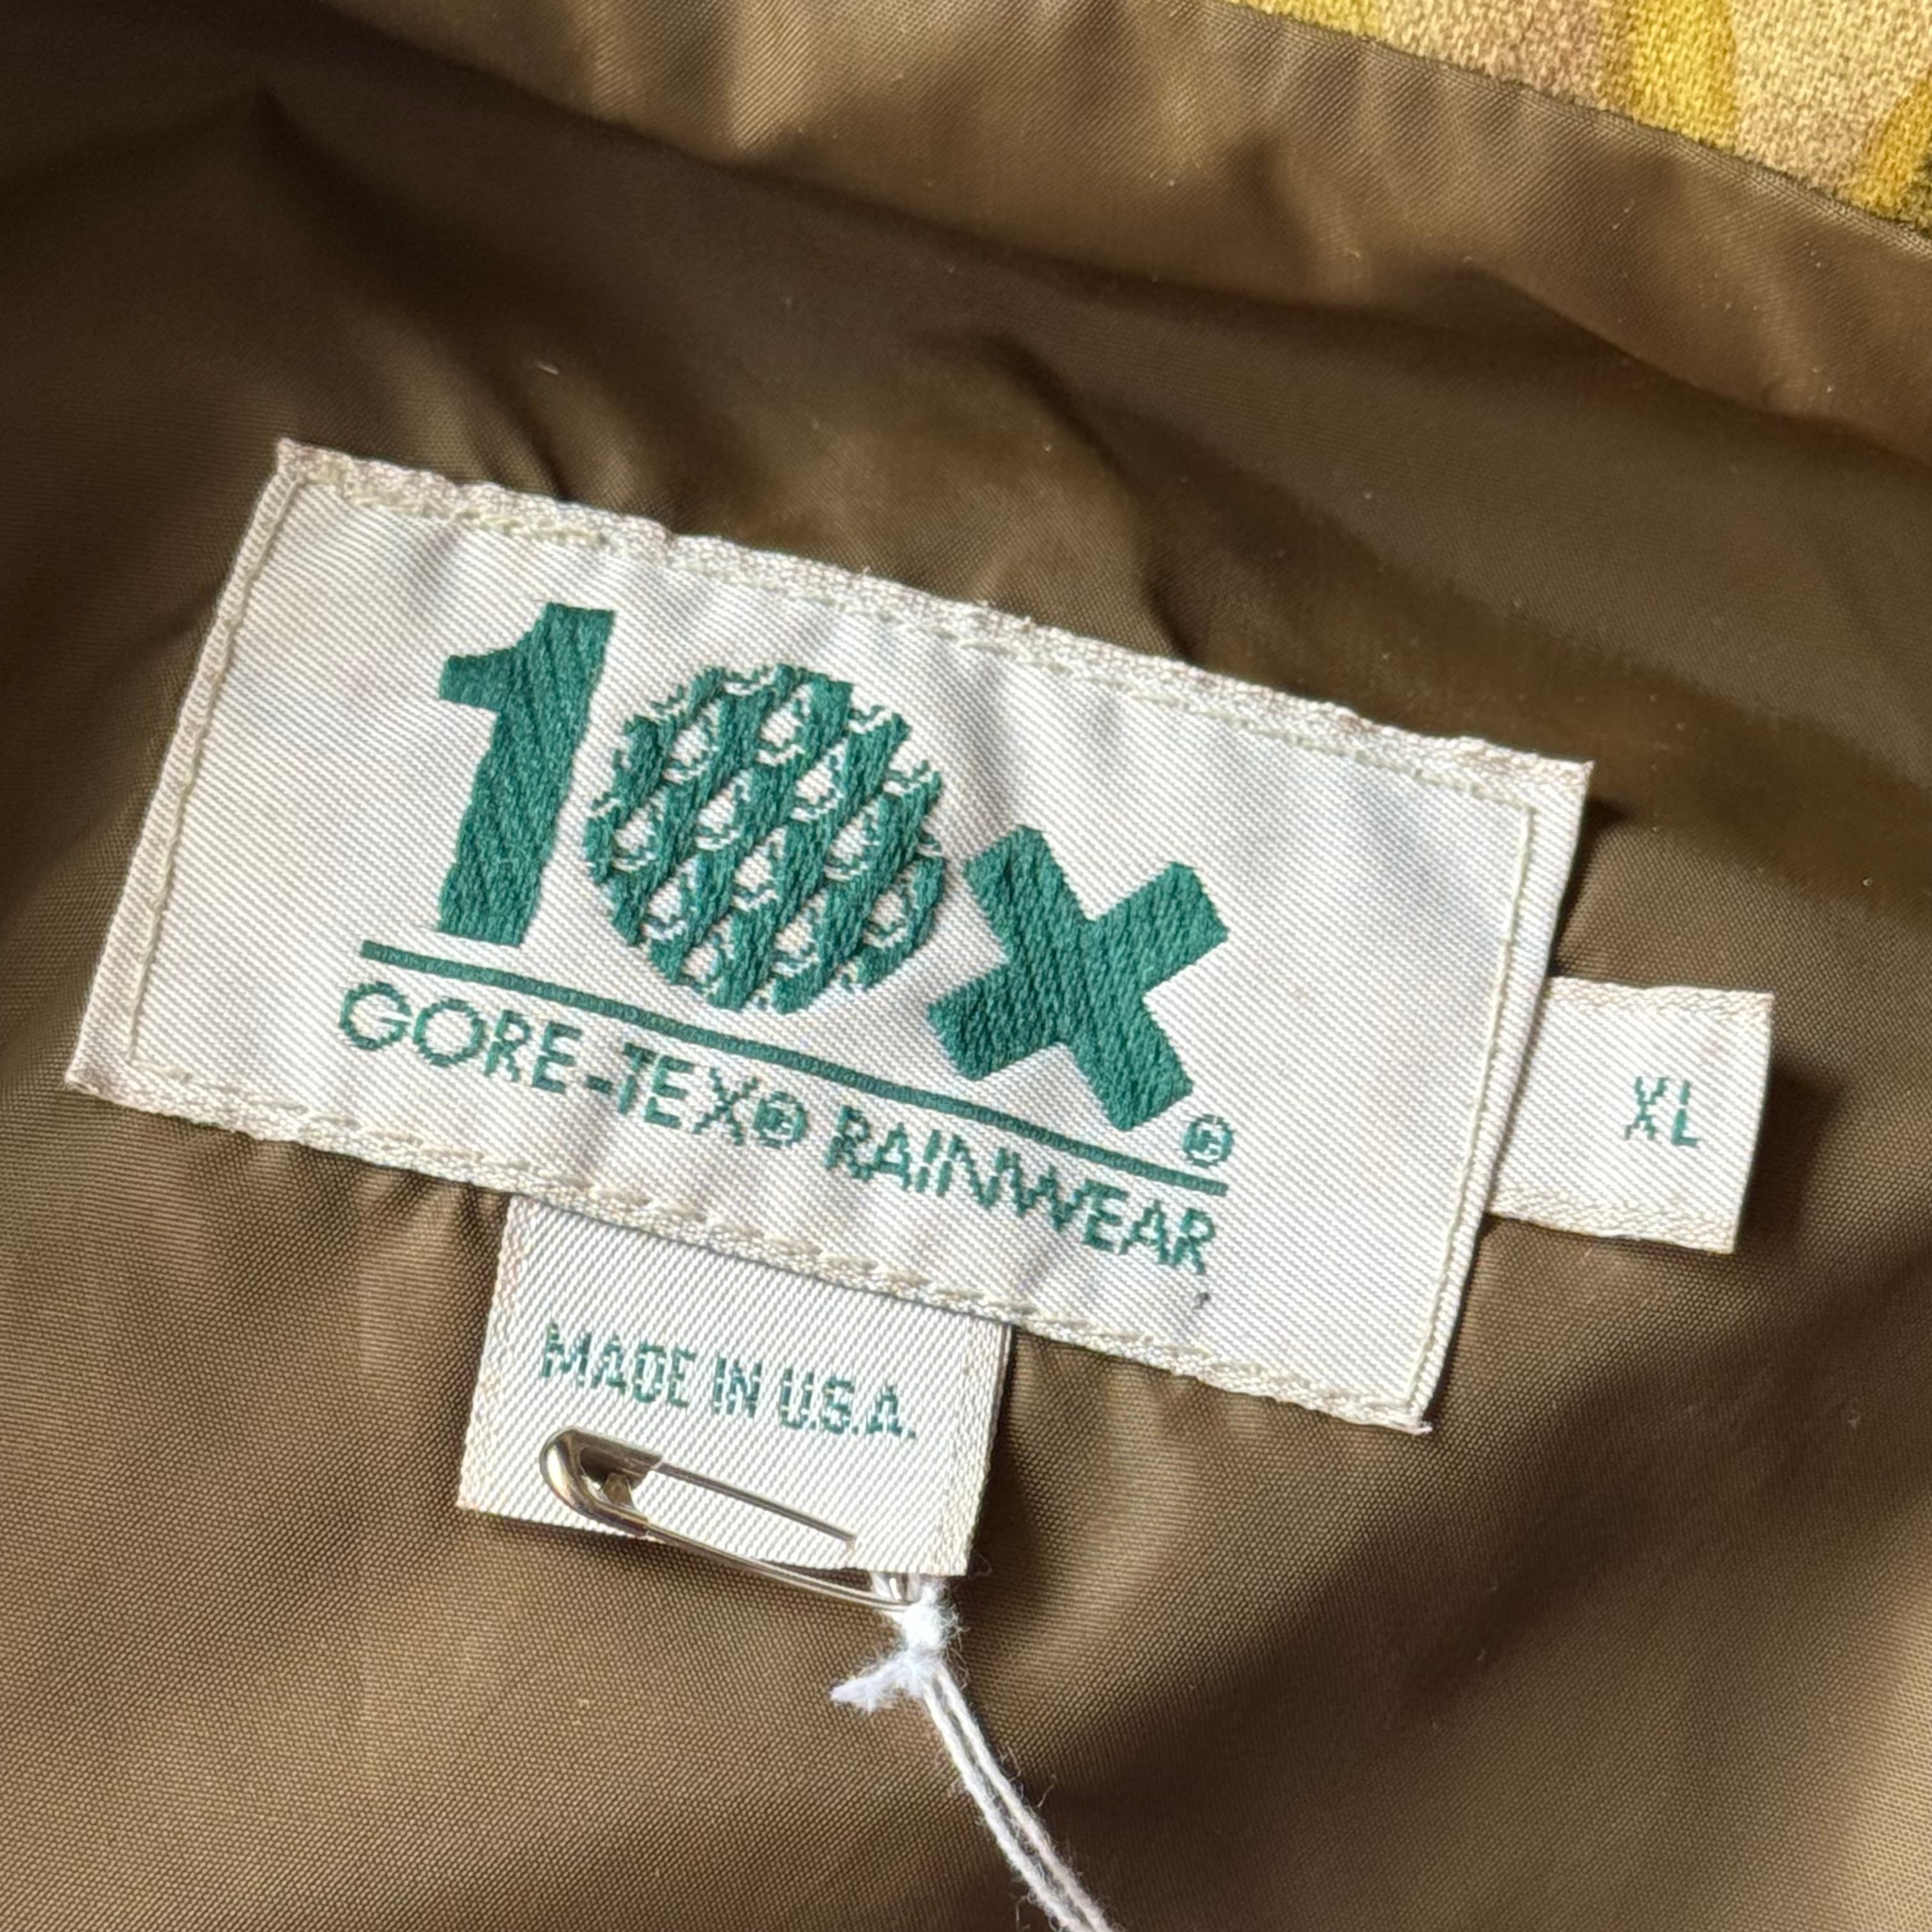 10X®
GORE-TEX® RAINWEAR
XL
MADE IN U.S.A.